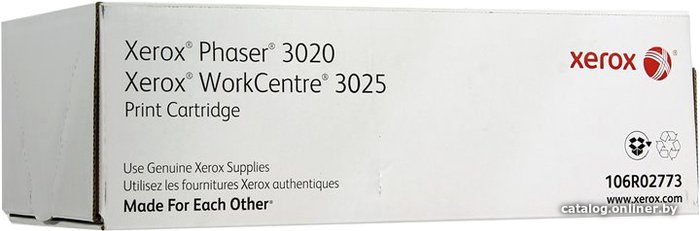 Xerox® Phaser® 3020
Xerox® WorkCentre® 3025
Print Cartridge
xerox
Use Genuine Xerox Supplies
Utilisez les fournitures Xerox authentiques
Made For Each Other®
106R02773
www.xerox.com
catalog.onliner.by